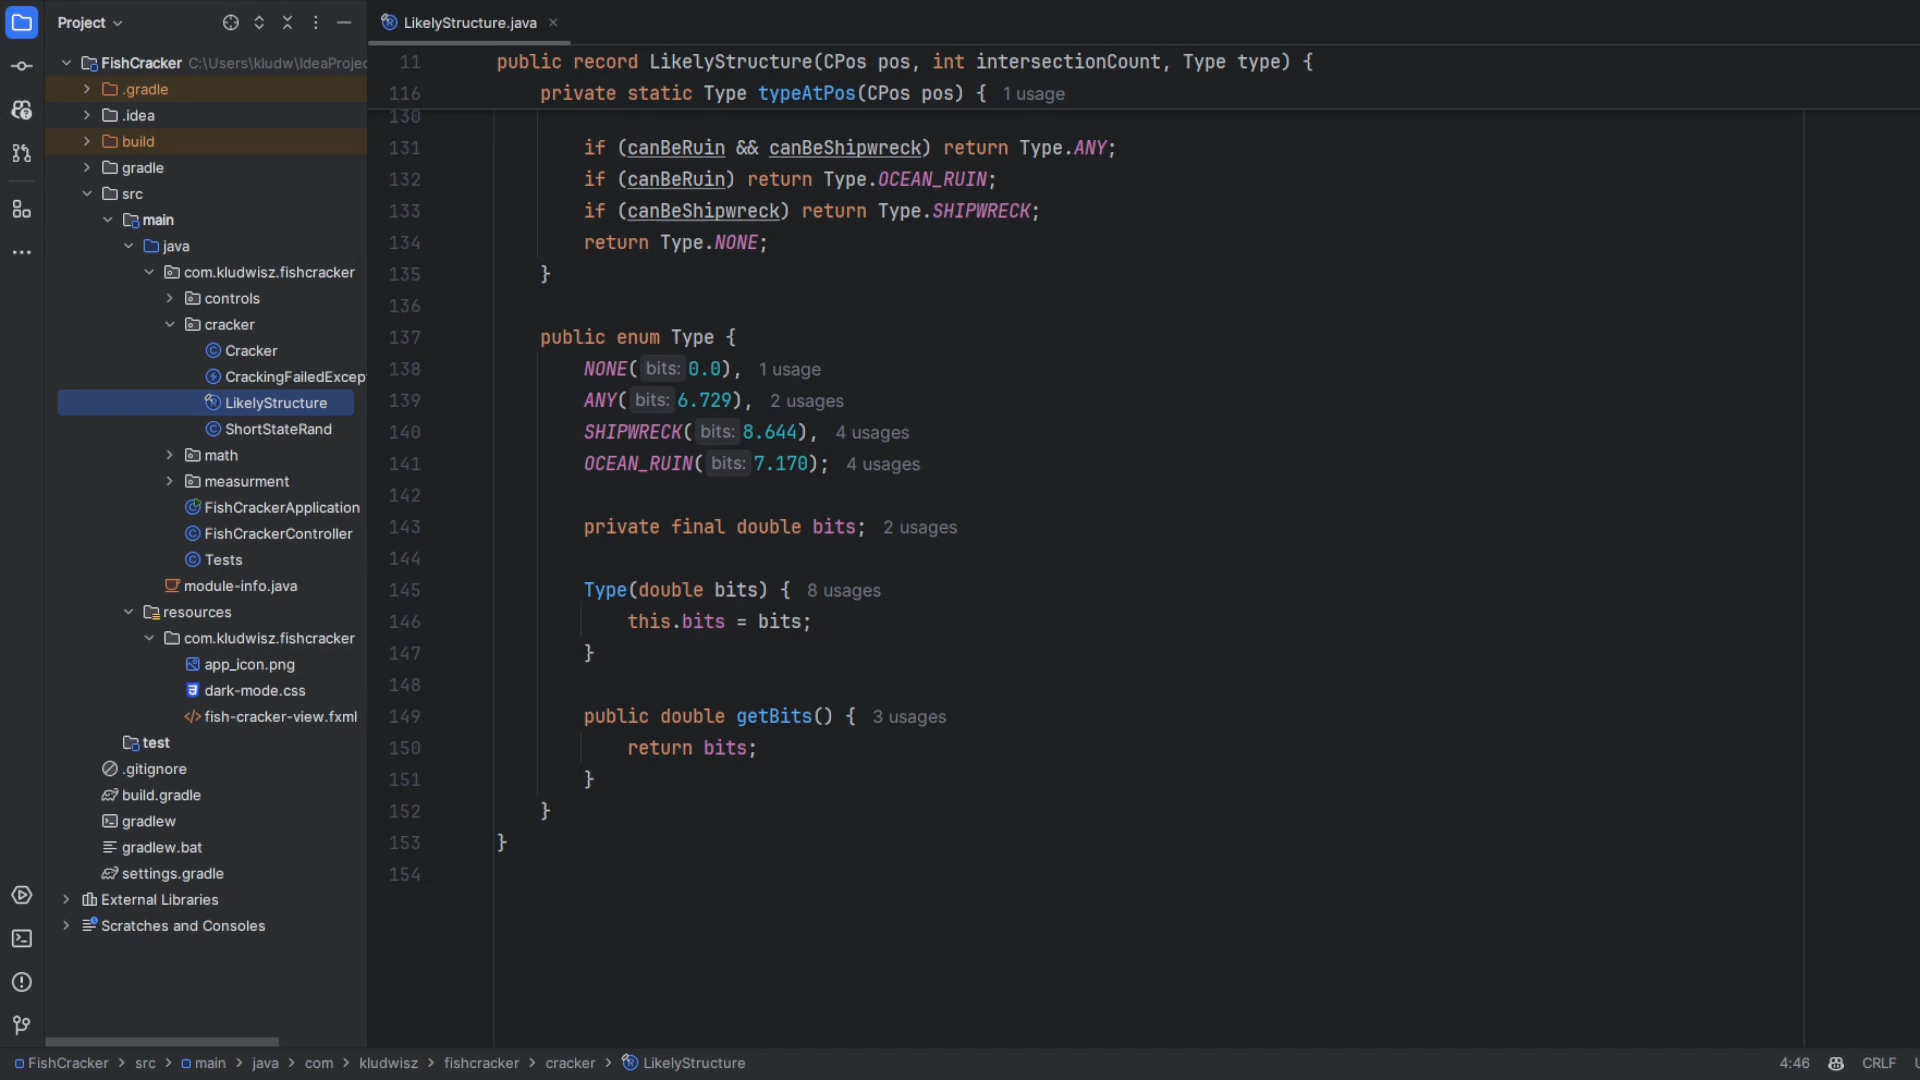 Project
LikelyStructure.java
FishCracker C:\Users\kludw\IdeaProjec
.gradle
.idea
build
gradle
src
main
java
com.kludwisz.fishcracker
controls
cracker
Cracker
CrackingFailedExcep
LikelyStructure
ShortStateRand
math
measurment
FishCrackerApplication
FishCrackerController
Tests
module-info.java
resources
com.kludwisz.fishcracker
app_icon.png
dark-mode.css
fish-cracker-view.fxml
test
.gitignore
build.gradle
gradlew
gradlew.bat
settings.gradle
External Libraries
Scratches and Consoles
11 public record LikelyStructure(CPos pos, int intersectionCount, Type type) {
116 private static Type typeAtPos(CPos pos) { 1 usage
130
131 if (canBeRuin && canBeShipwreck) return Type.ANY;
132 if (canBeRuin) return Type.OCEAN_RUIN;
133 if (canBeShipwreck) return Type.SHIPWRECK;
134 return Type.NONE;
135 }
136
137 public enum Type {
138 NONE( bits: 0.0), 1 usage
139 ANY( bits: 6.729), 2 usages
140 SHIPWRECK( bits: 8.644), 4 usages
141 OCEAN_RUIN( bits: 7.170); 4 usages
142
143 private final double bits; 2 usages
144
145 Type(double bits) { 8 usages
146 this.bits = bits;
147 }
148
149 public double getBits() { 3 usages
150 return bits;
151 }
152 }
153 }
154
FishCracker > src > main > java > com > kludwisz > fishcracker > cracker > LikelyStructure
4:46 CRLF